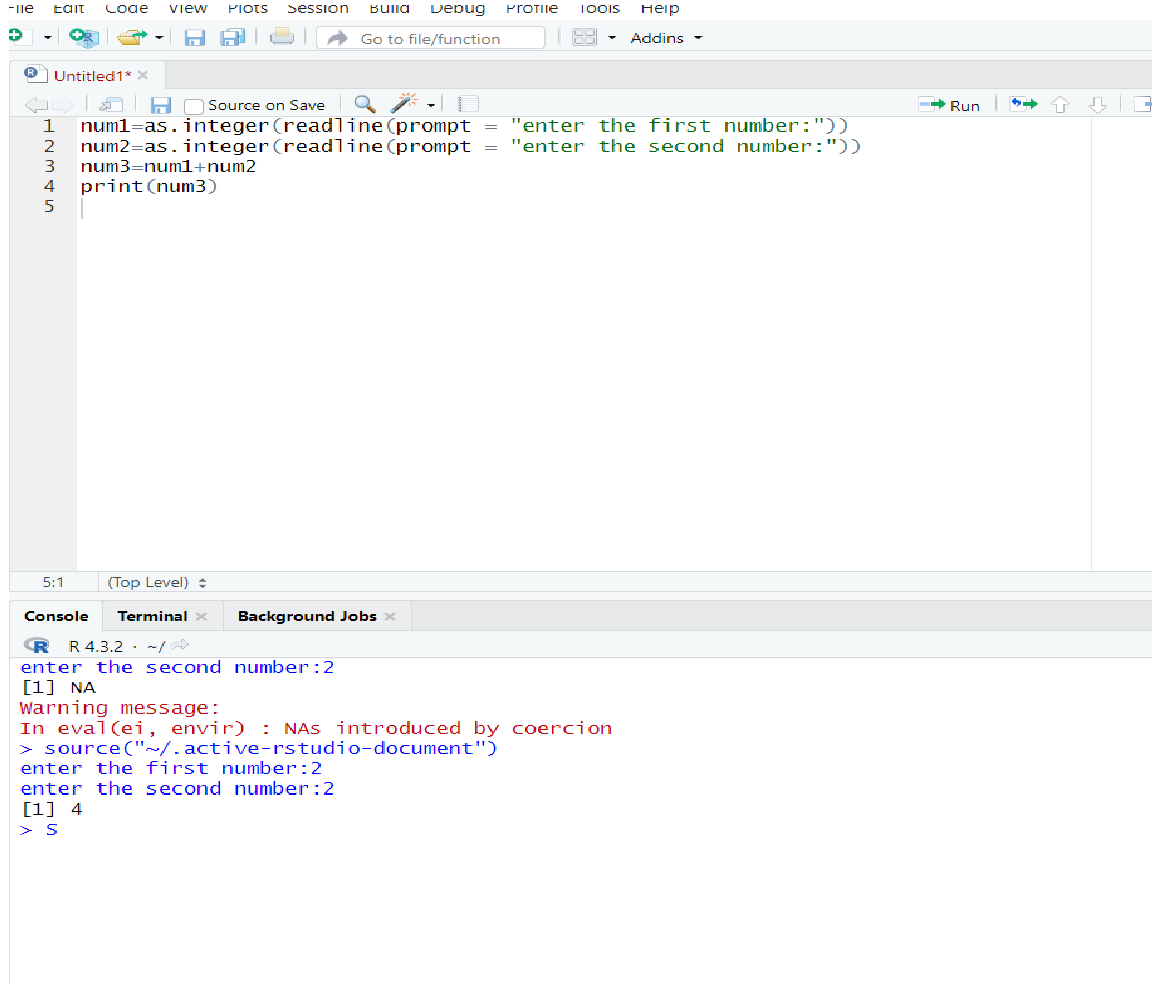 File Edit Code View Plots Session Build Debug Profile Tools Help
Go to file/function Addins
Untitled1*
Source on Save Run
1 num1=as.integer(readline(prompt = "enter the first number:"))
2 num2=as.integer(readline(prompt = "enter the second number:"))
3 num3=num1+num2
4 print(num3)
5
5:1 (Top Level)
Console Terminal Background Jobs
R 4.3.2 · ~/
enter the second number:2
[1] NA
Warning message:
In eval(ei, envir) : NAs introduced by coercion
> source("~/.active-rstudio-document")
enter the first number:2
enter the second number:2
[1] 4
> S